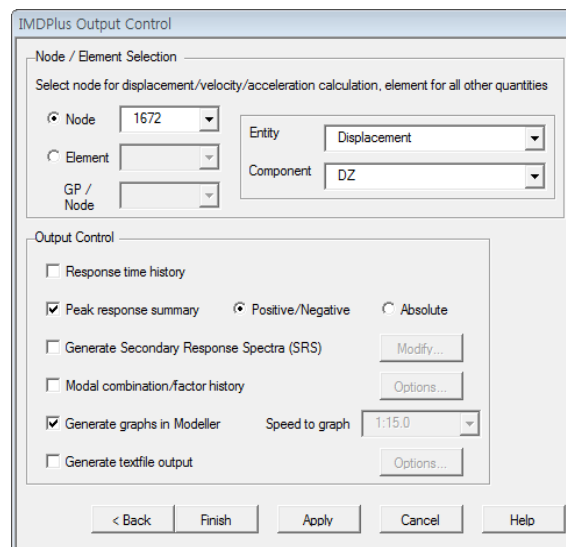 IMDPlus Output Control
Node / Element Selection
Select node for displacement/velocity/acceleration calculation, element for all other quantities
Node 1672
Entity Displacement
Element
Component DZ
GP /
Node
Output Control
Response time history
Peak response summary Positive/Negative Absolute
Generate Secondary Response Spectra (SRS) Modify...
Modal combination/factor history Options...
Generate graphs in Modeller Speed to graph 1:15.0
Generate textfile output Options...
< Back Finish Apply Cancel Help